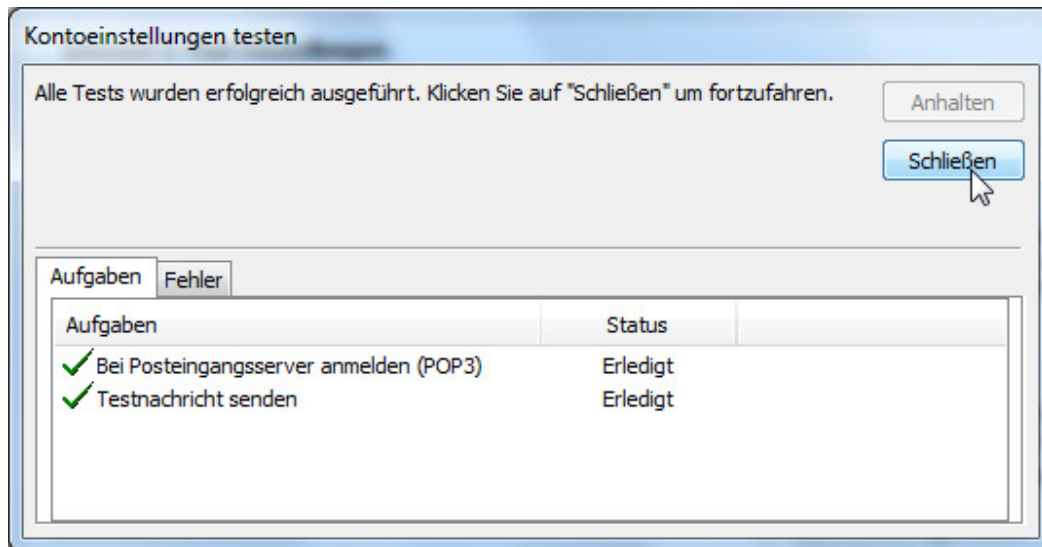 Kontoeinstellungen testen
Alle Tests wurden erfolgreich ausgeführt. Klicken Sie auf "Schließen" um fortzufahren.
Anhalten
Schließen
Aufgaben
Fehler
Aufgaben Status
Bei Posteingangsserver anmelden (POP3) Erledigt
Testnachricht senden Erledigt